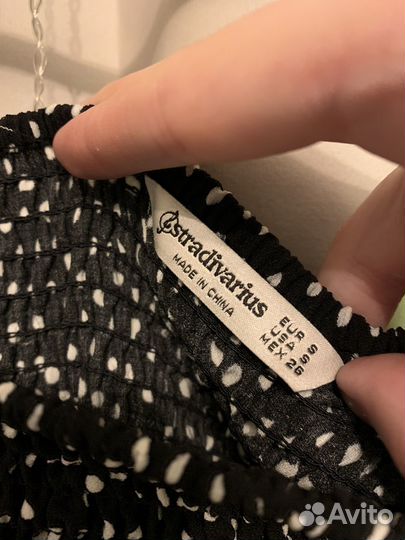 stradivarius
MADE IN CHINA
EUR S
USA S
MEX 26
Avito